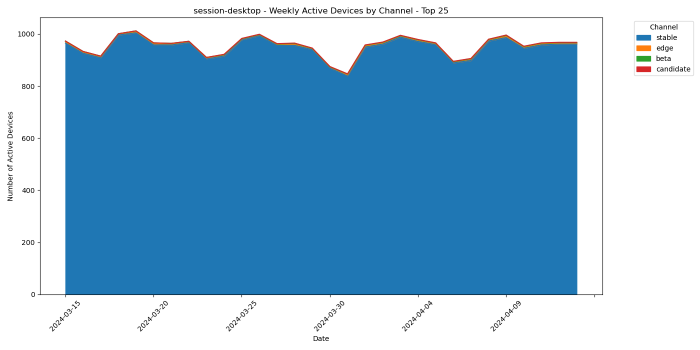 session-desktop - Weekly Active Devices by Channel - Top 25
Number of Active Devices
1000
800
600
400
200
0
2024-03-15
2024-03-20
2024-03-25
2024-03-30
2024-04-04
2024-04-09
Date
Channel
stable
edge
beta
candidate